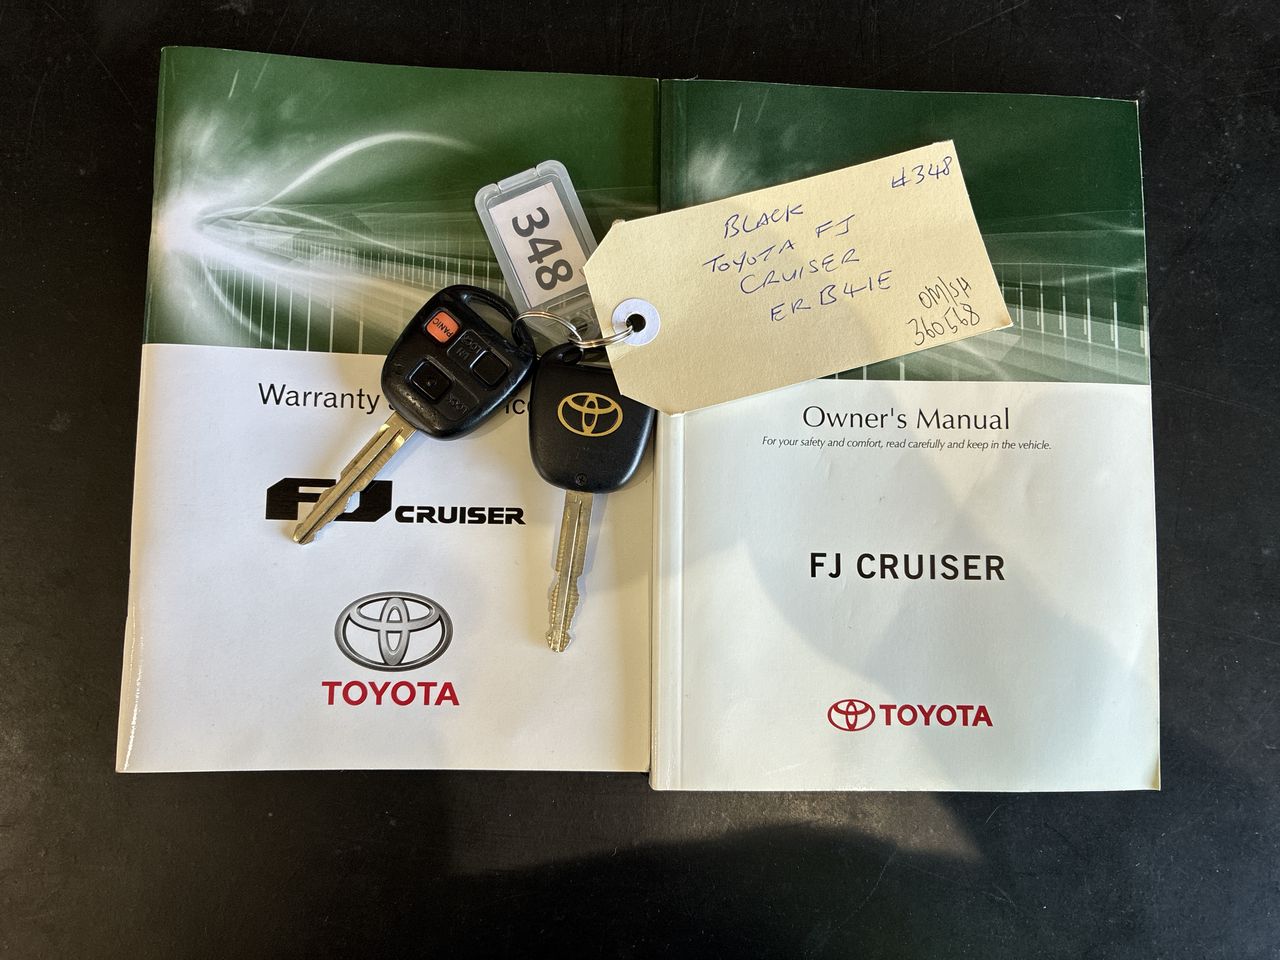 #348
BLACK
TOYOTA FJ
CRUISER
ERB41E
OM/SH
360568
348
PANIC
LOCK
Warranty
FJ CRUISER
TOYOTA
Owner's Manual
For your safety and comfort, read carefully and keep in the vehicle.
FJ CRUISER
TOYOTA